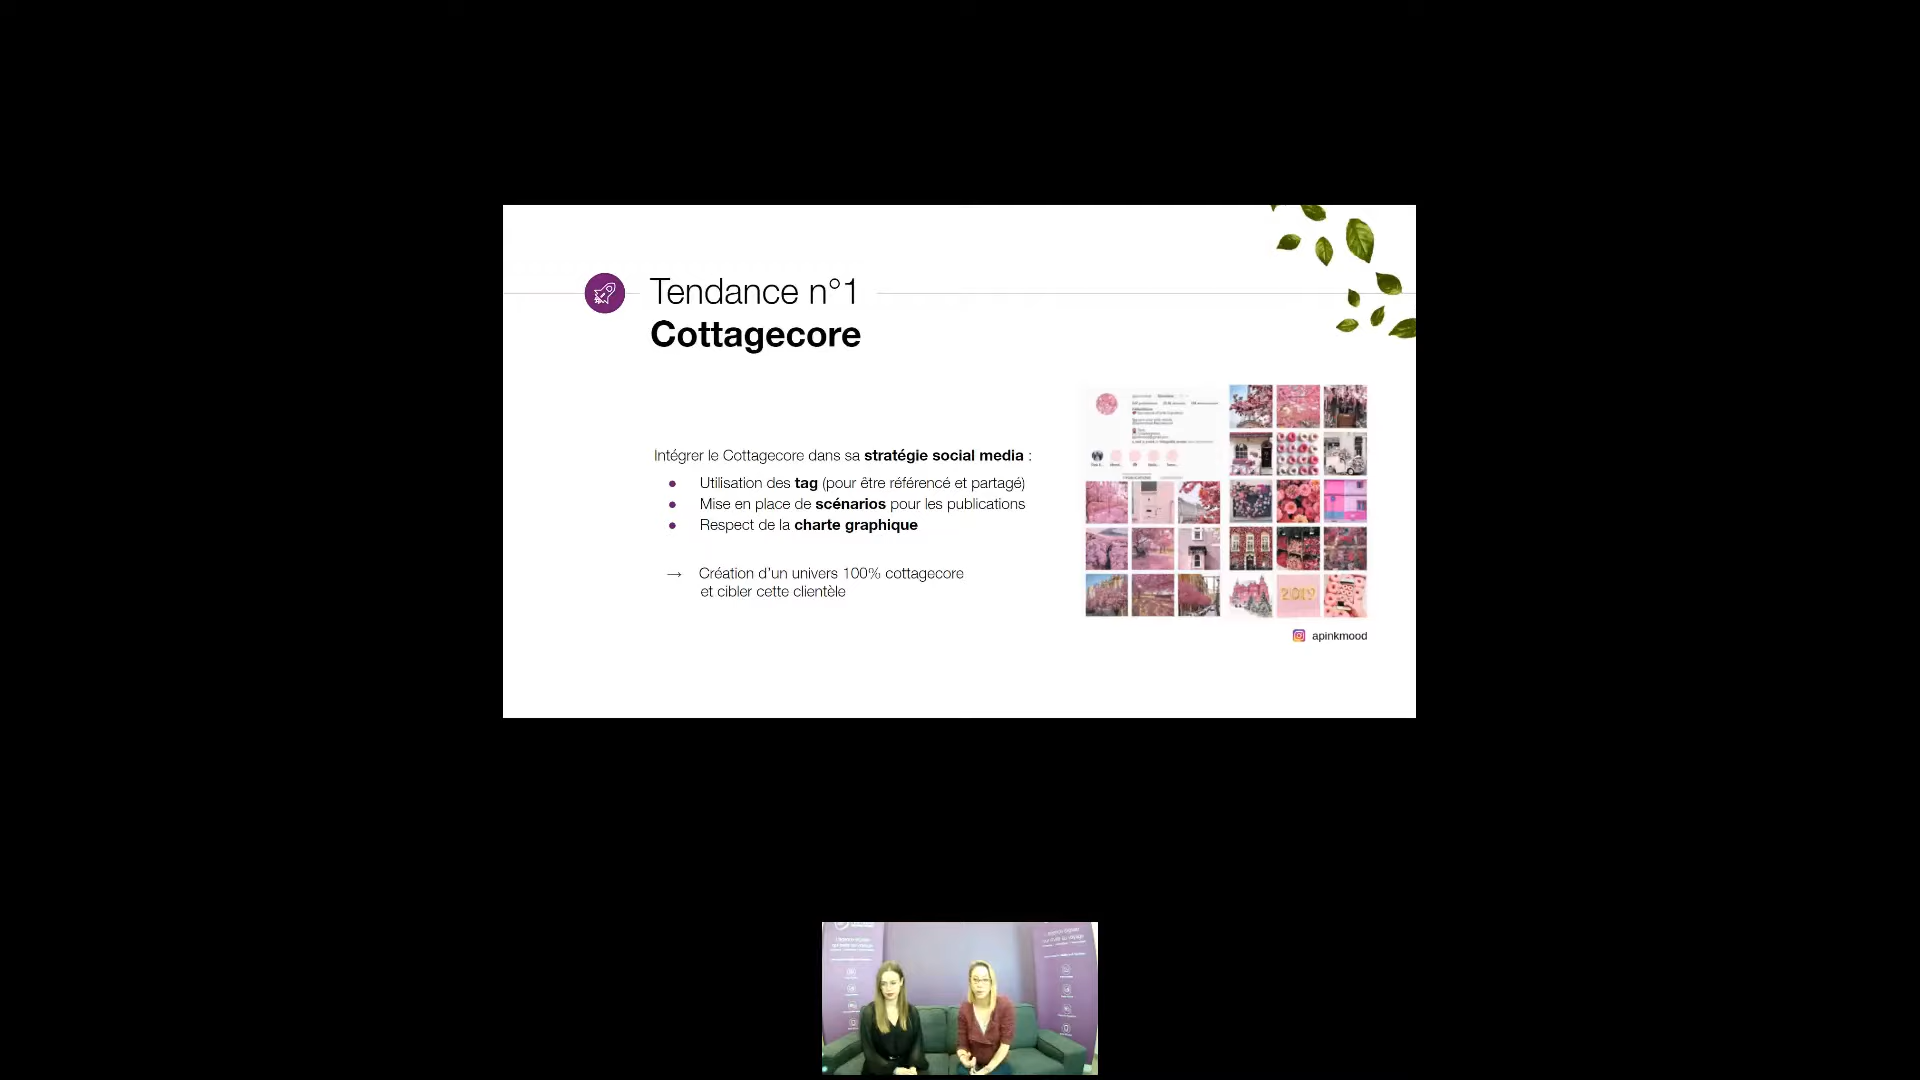 Tendance n°1
Cottagecore
Intégrer le Cottagecore dans sa stratégie social media :
● Utilisation des tag (pour être référencé et partagé)
● Mise en place de scénarios pour les publications
● Respect de la charte graphique
→ Création d'un univers 100% cottagecore
et cibler cette clientèle
2019
apinkmood